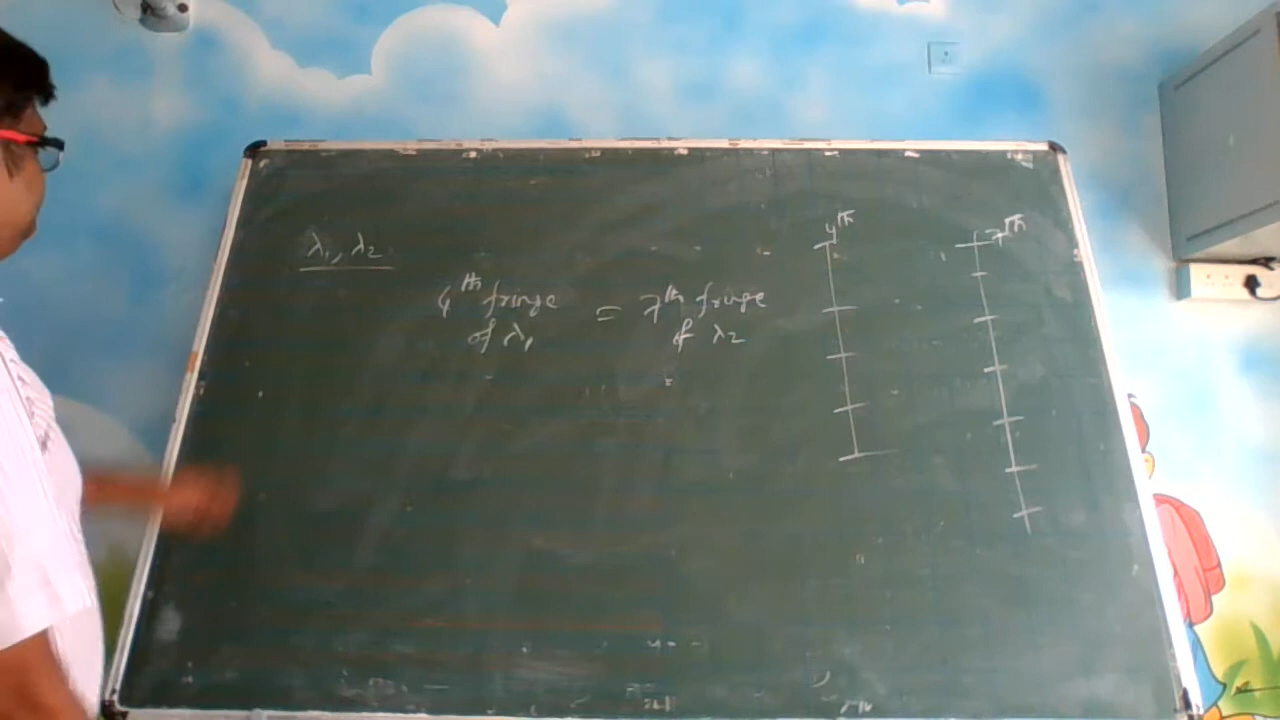 λ₁, λ₂
4th fringe of λ₁ = 7th fringe of λ₂
4th
7th